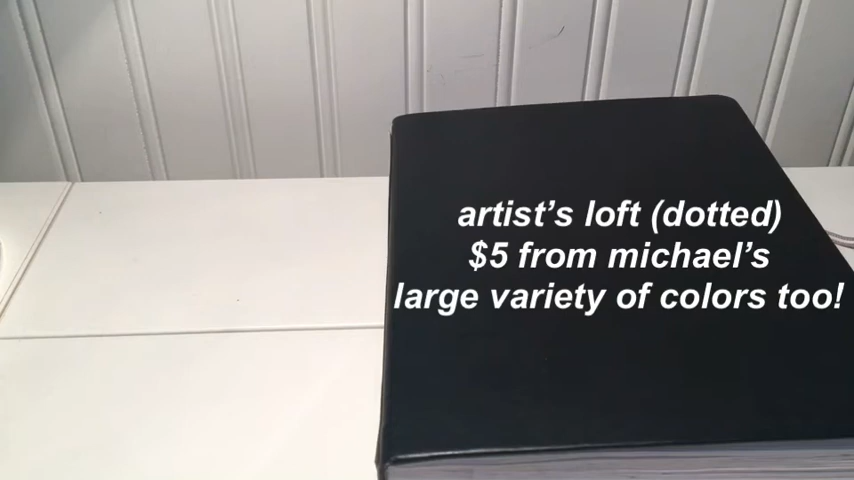 artist's loft (dotted)
$5 from michael's
large variety of colors too!